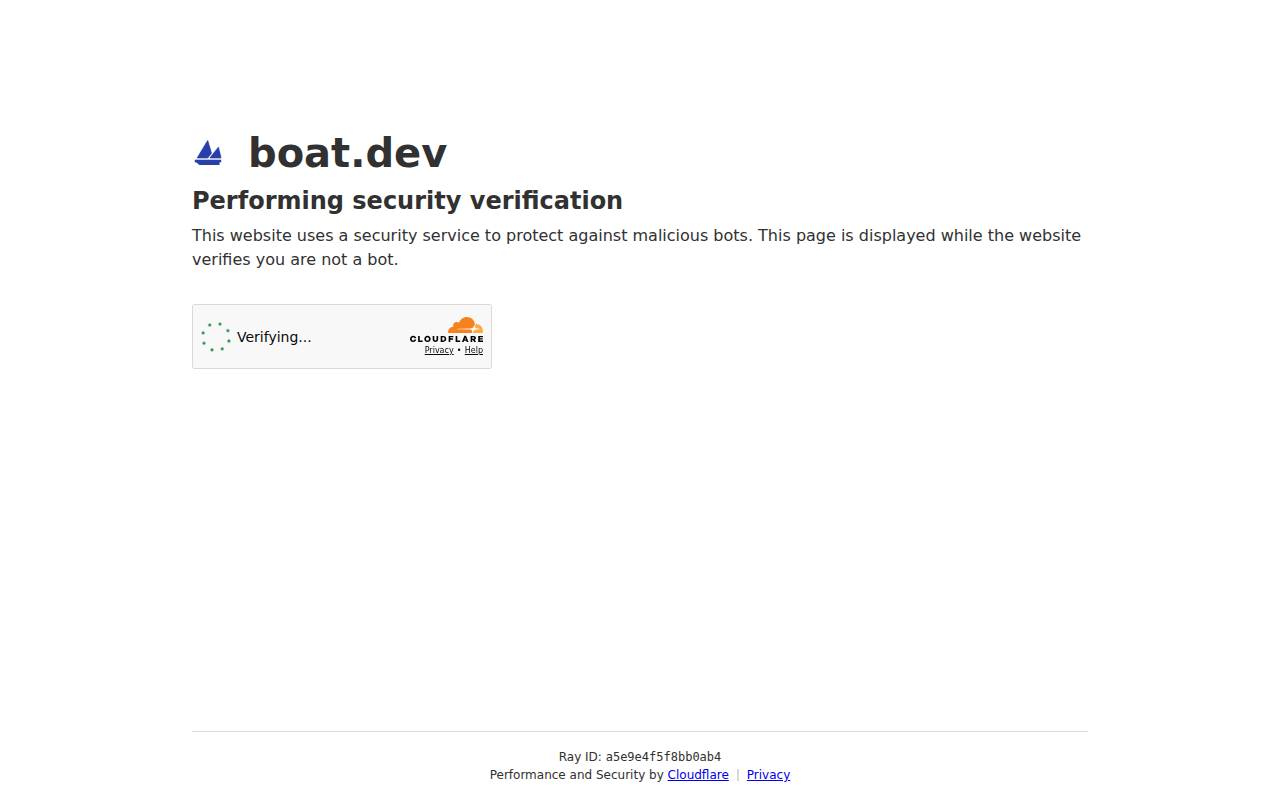 boat.dev
Performing security verification
This website uses a security service to protect against malicious bots. This page is displayed while the website
verifies you are not a bot.
Verifying...
CLOUDFLARE
Privacy • Help
Ray ID: a5e9e4f5f8bb0ab4
Performance and Security by Cloudflare | Privacy